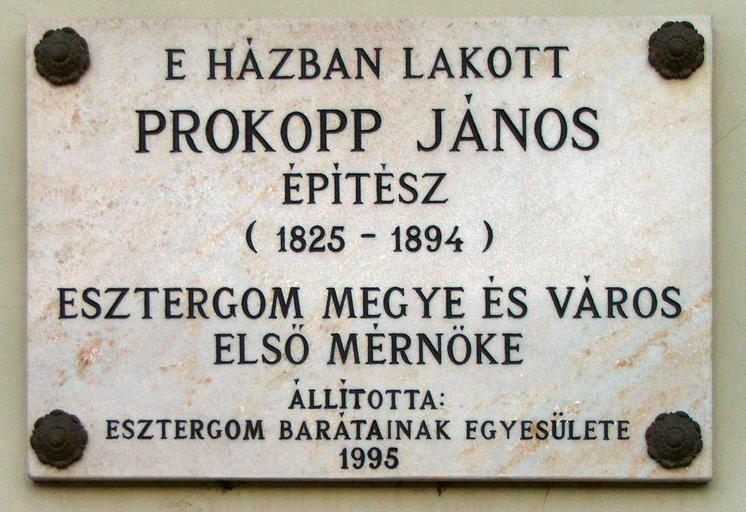 E HÁZBAN LAKOTT
PROKOPP JÁNOS
ÉPÍTÉSZ
( 1825 - 1894 )
ESZTERGOM MEGYE ÉS VÁROS
ELSŐ MÉRNÖKE
ÁLLÍTOTTA:
ESZTERGOM BARÁTAINAK EGYESÜLETE
1995